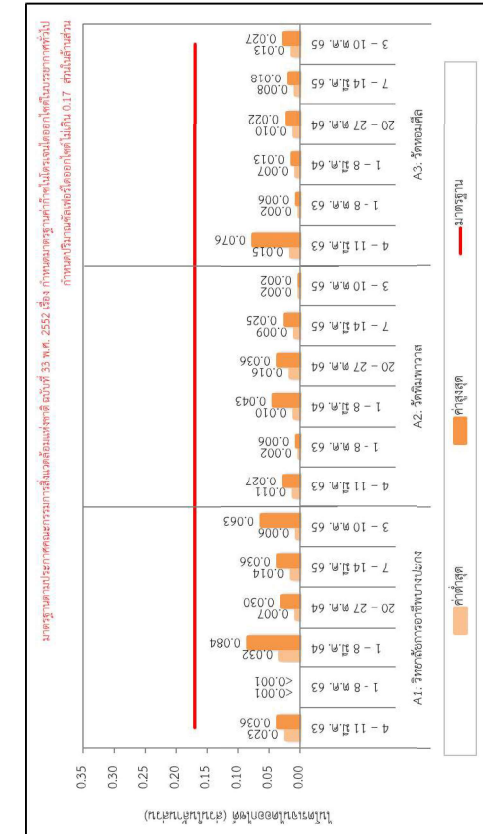 มาตรฐานตามประกาศคณะกรรมการสิ่งแวดล้อมแห่งชาติ ฉบับที่ 33 พ.ศ. 2552 เรื่อง กำหนดมาตรฐานค่าก๊าซไนโตรเจนไดออกไซด์ในบรรยากาศทั่วไป
กำหนดปริมาณซัลเฟอร์ไดออกไซด์ไม่เกิน 0.17 ส่วนในล้านส่วน
ไนโตรเจนไดออกไซด์ (ส่วนในล้านส่วน)
0.35
0.30
0.25
0.20
0.15
0.10
0.05
0.00
0.023 0.036
<0.001 <0.001
0.032 0.084
0.007 0.030
0.014 0.036
0.006 0.063
0.011 0.027
0.002 0.006
0.010 0.043
0.016 0.036
0.009 0.025
0.002 0.002
0.015 0.076
0.002 0.006
0.007 0.013
0.010 0.022
0.008 0.018
0.013 0.027
4 – 11 มี.ค. 63
1 - 8 ต.ค. 63
1 – 8 มี.ค. 64
20 – 27 ต.ค. 64
7 – 14 มี.ค. 65
3 – 10 ต.ค. 65
4 – 11 มี.ค. 63
1 - 8 ต.ค. 63
1 – 8 มี.ค. 64
20 – 27 ต.ค. 64
7 – 14 มี.ค. 65
3 – 10 ต.ค. 65
4 – 11 มี.ค. 63
1 - 8 ต.ค. 63
1 – 8 มี.ค. 64
20 – 27 ต.ค. 64
7 – 14 มี.ค. 65
3 – 10 ต.ค. 65
A1. วิทยาลัยการอาชีพบางปะกง
A2. วัดพิมพาวาส
A3. วัดหอมศีล
ค่าต่ำสุด
ค่าสูงสุด
มาตรฐาน